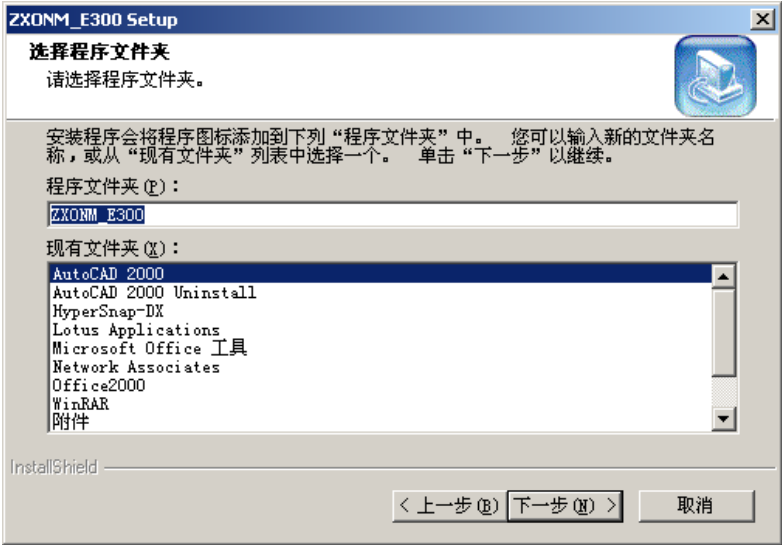 ZXONM_E300 Setup
选择程序文件夹
请选择程序文件夹。
安装程序会将程序图标添加到下列“程序文件夹”中。 您可以输入新的文件夹名
称，或从“现有文件夹”列表中选择一个。 单击“下一步”以继续。
程序文件夹(P)：
ZXONM_E300
现有文件夹(X)：
AutoCAD 2000
AutoCAD 2000 Uninstall
HyperSnap-DX
Lotus Applications
Microsoft Office 工具
Network Associates
Office2000
WinRAR
附件
InstallShield
< 上一步(B) 下一步(N) > 取消